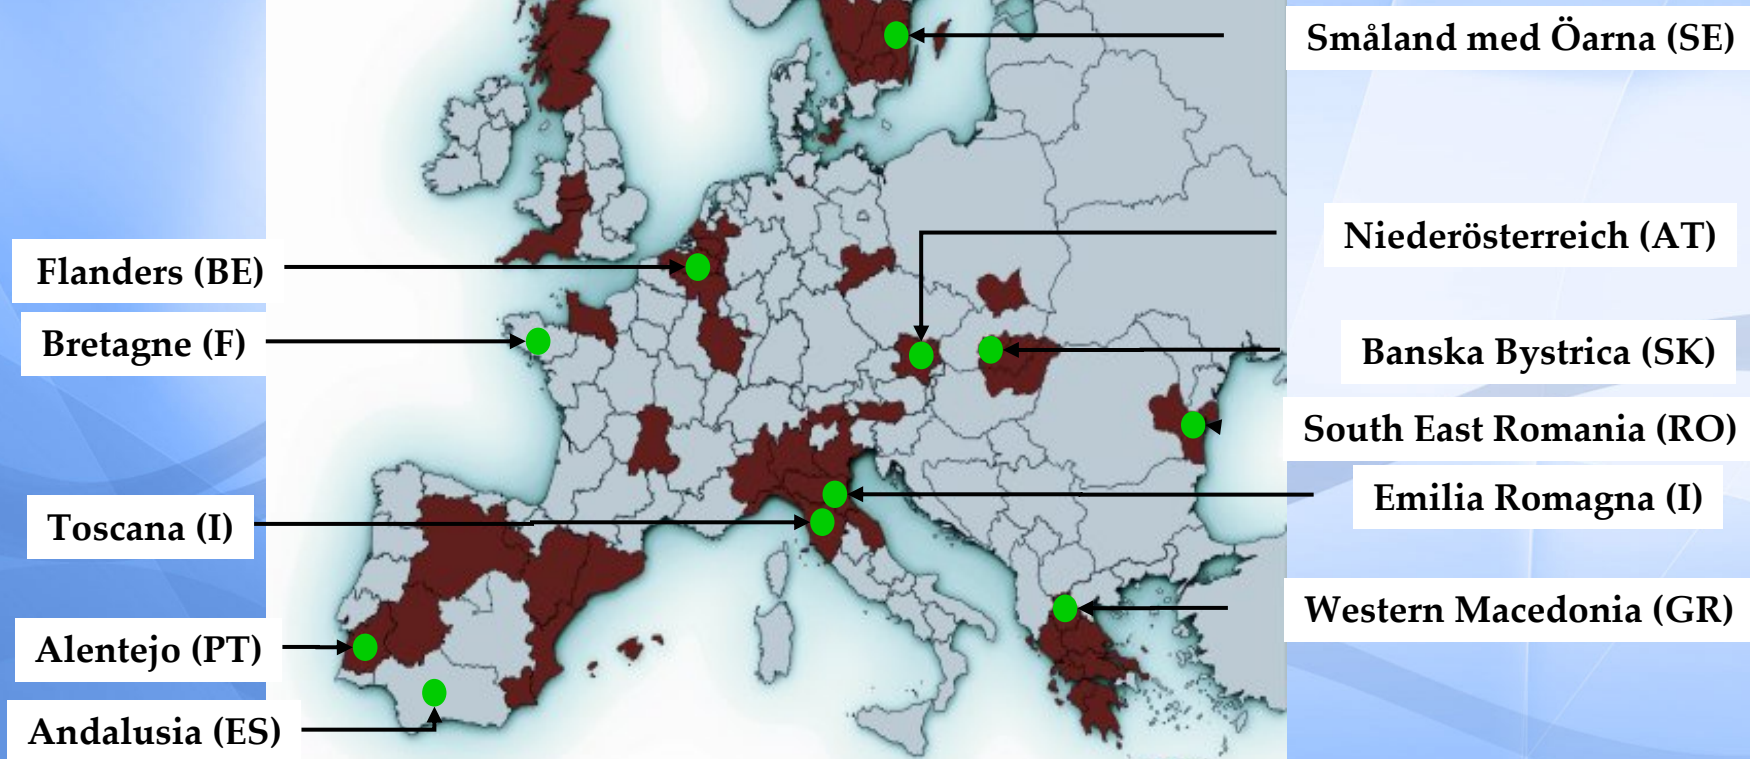 Småland med Öarna (SE)
Niederösterreich (AT)
Flanders (BE)
Bretagne (F)
Banska Bystrica (SK)
South East Romania (RO)
Emilia Romagna (I)
Toscana (I)
Western Macedonia (GR)
Alentejo (PT)
Andalusia (ES)